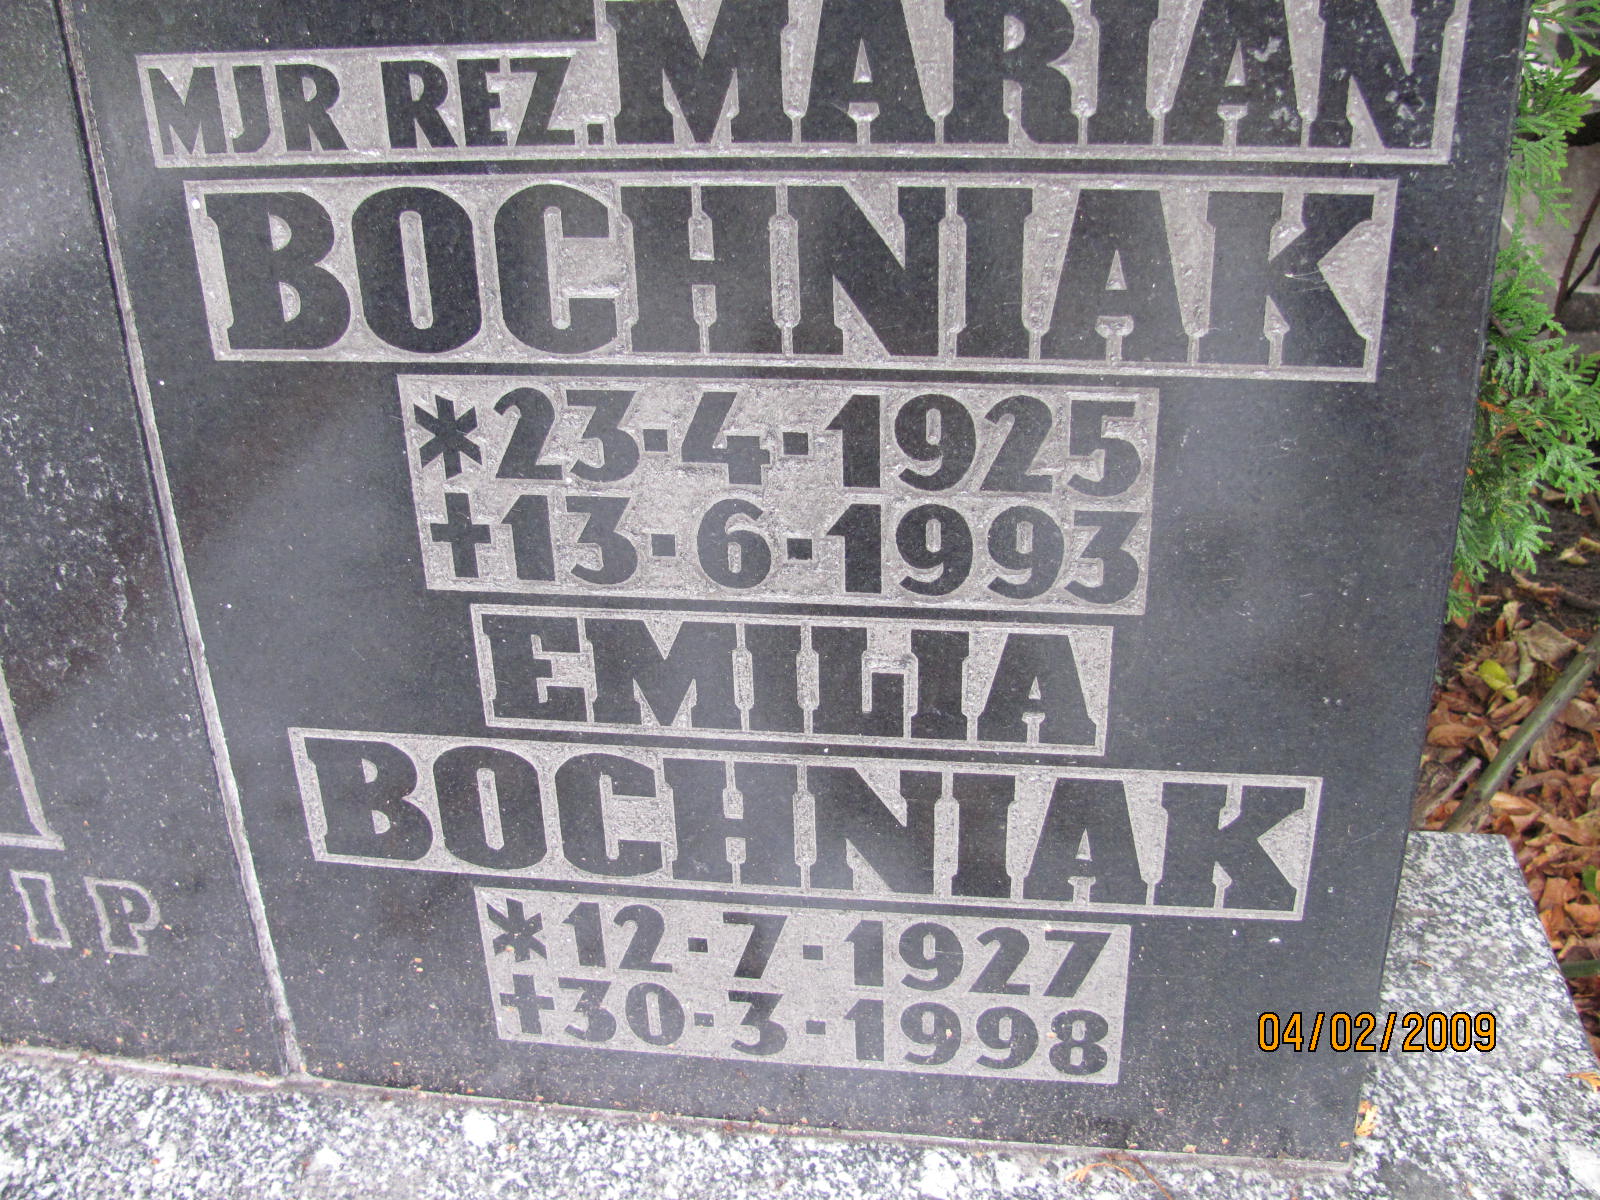 MJR REZ. MARIAN
BOCHNIAK
*23-4-1925
✝13-6-1993
EMILIA
BOCHNIAK
*12-7-1927
✝30-3-1998
IP
04/02/2009